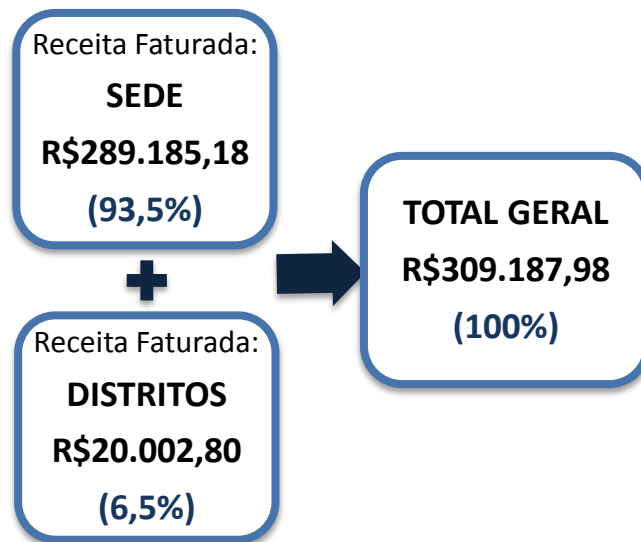 Receita Faturada:
SEDE
R$289.185,18
(93,5%)
Receita Faturada:
DISTRITOS
R$20.002,80
(6,5%)
TOTAL GERAL
R$309.187,98
(100%)